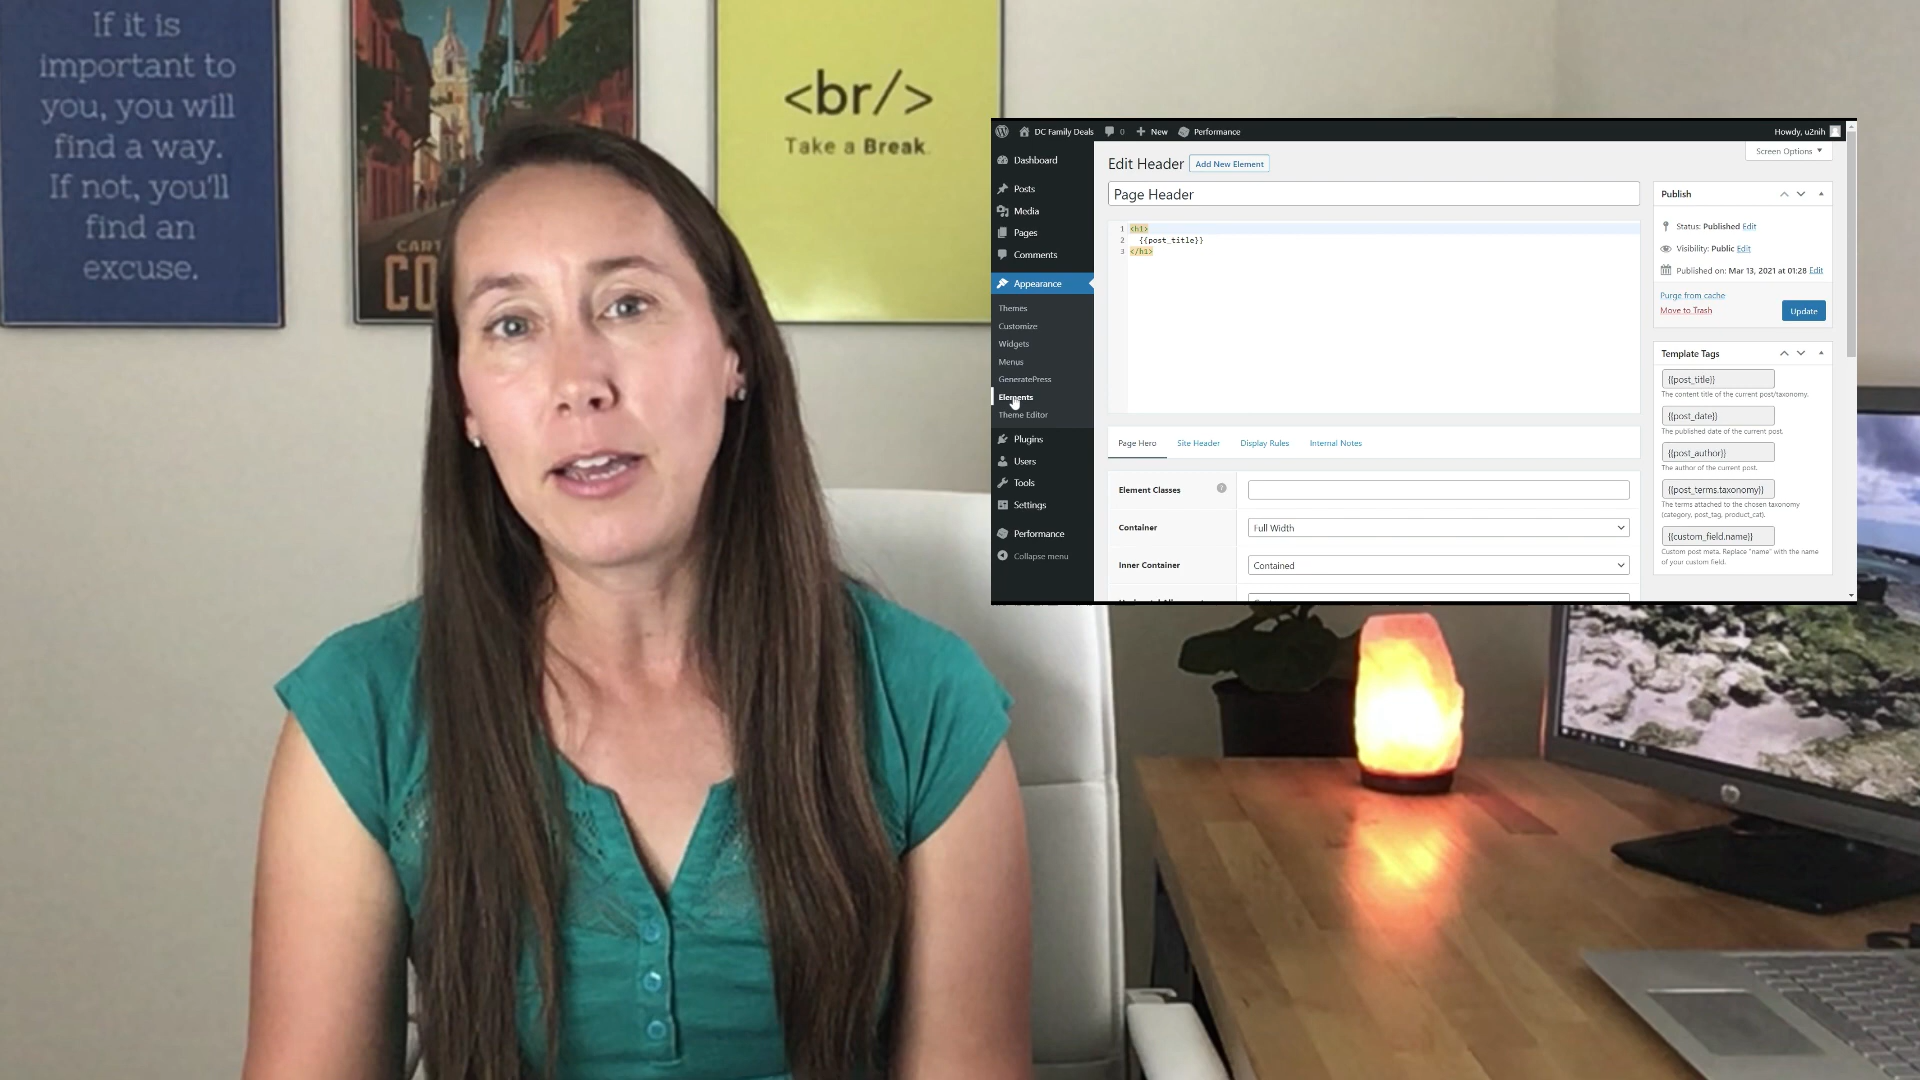 If it is
important to
you, you will
find a way.
If not, you'll
find an
excuse.
CART
CO
<br/>
Take a Break.
DC Family Deals
0
New
Performance
Howdy, u2nih
Screen Options
Dashboard
Posts
Media
Pages
Comments
Appearance
Themes
Customize
Widgets
Menus
GeneratePress
Elements
Theme Editor
Plugins
Users
Tools
Settings
Performance
Collapse menu
Edit Header
Add New Element
Page Header
1 <h1>
2 {{post_title}}
3 </h1>
Page Hero
Site Header
Display Rules
Internal Notes
Element Classes
Container
Full Width
Inner Container
Contained
Publish
Status: Published Edit
Visibility: Public Edit
Published on: Mar 13, 2021 at 01:28 Edit
Purge from cache
Move to Trash
Update
Template Tags
{{post_title}}
The content title of the current post/taxonomy.
{{post_date}}
The published date of the current post.
{{post_author}}
The author of the current post.
{{post_terms.taxonomy}}
The terms attached to the chosen taxonomy
(category, post_tag, product_cat).
{{custom_field.name}}
Custom post meta. Replace "name" with the name
of your custom field.
hp